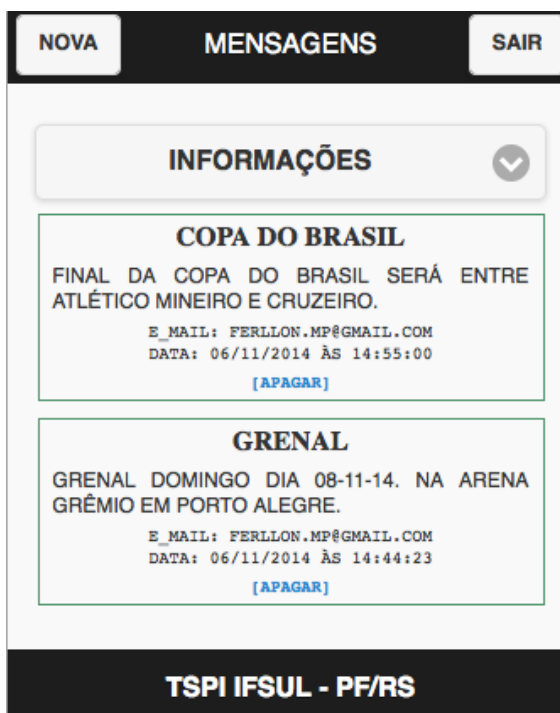 NOVA MENSAGENS SAIR
INFORMAÇÕES
COPA DO BRASIL
FINAL DA COPA DO BRASIL SERÁ ENTRE
ATLÉTICO MINEIRO E CRUZEIRO.
E_MAIL: FERLLON.MP@GMAIL.COM
DATA: 06/11/2014 ÀS 14:55:00
[APAGAR]
GRENAL
GRENAL DOMINGO DIA 08-11-14. NA ARENA
GRÊMIO EM PORTO ALEGRE.
E_MAIL: FERLLON.MP@GMAIL.COM
DATA: 06/11/2014 ÀS 14:44:23
[APAGAR]
TSPI IFSUL - PF/RS